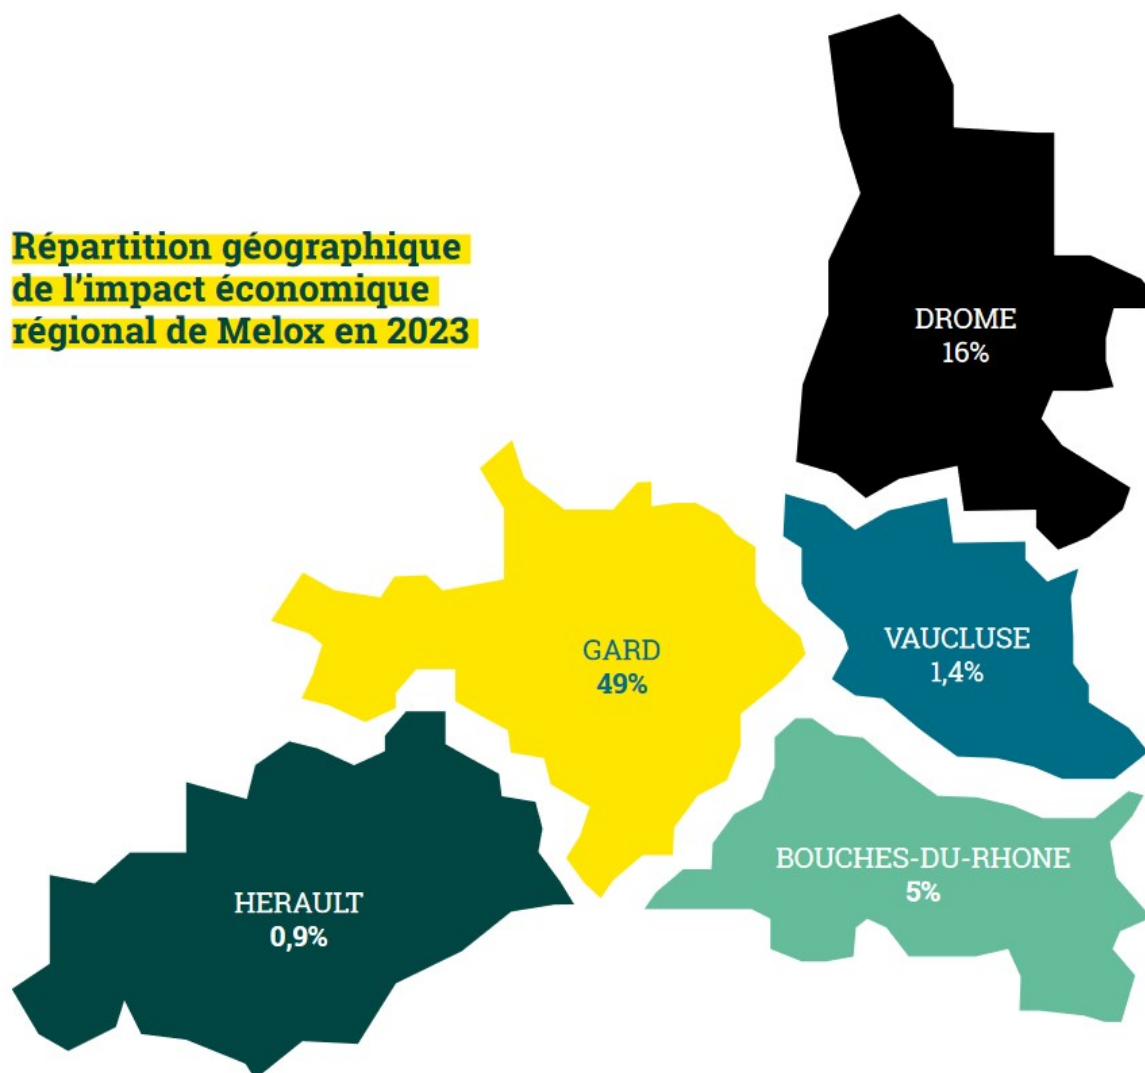 Répartition géographique
de l'impact économique
régional de Melox en 2023
DROME
16%
GARD
49%
VAUCLUSE
1,4%
BOUCHES-DU-RHONE
5%
HERAULT
0,9%